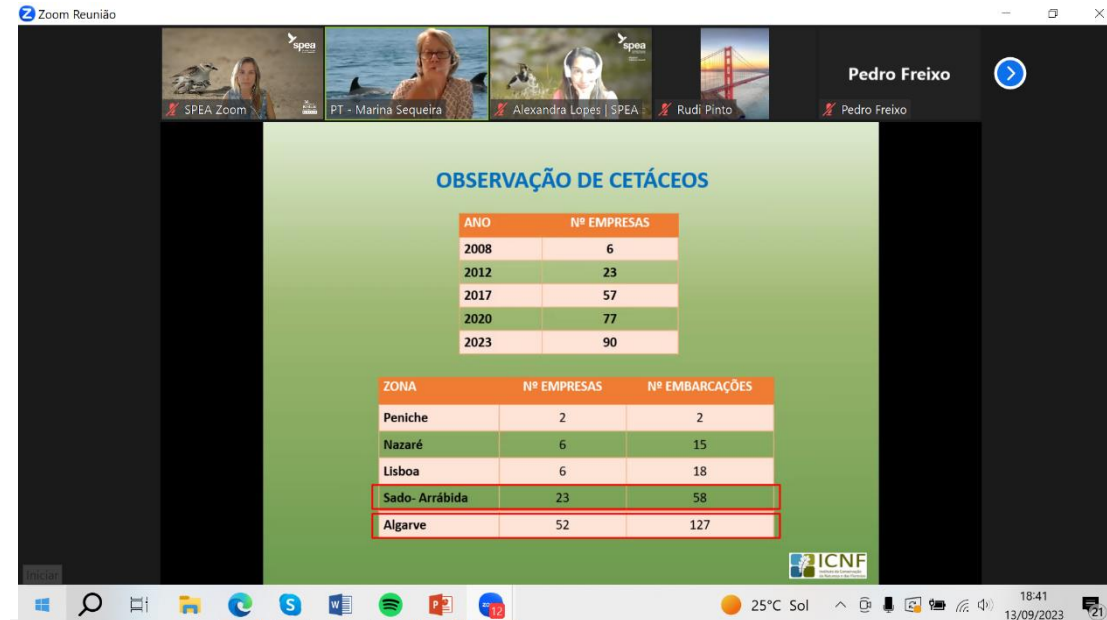 Zoom Reunião
spea
SPEA Zoom
PT - Marina Sequeira
spea
Alexandra Lopes | SPEA
Rudi Pinto
Pedro Freixo
Pedro Freixo
OBSERVAÇÃO DE CETÁCEOS
ANO Nº EMPRESAS
2008 6
2012 23
2017 57
2020 77
2023 90
ZONA Nº EMPRESAS Nº EMBARCAÇÕES
Peniche 2 2
Nazaré 6 15
Lisboa 6 18
Sado- Arrábida 23 58
Algarve 52 127
ICNF
Iniciar
12
25°C Sol
18:41
13/09/2023
21